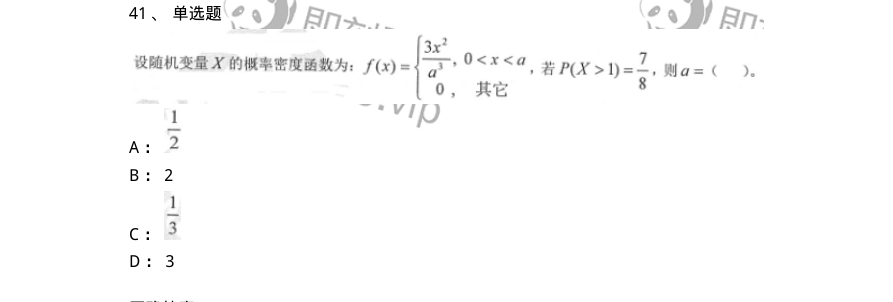 41 、 单选题
设随机变量 X 的概率密度函数为: f(x) = { 3x²/a³, 0 < x < a
0 , 其它 , 若 P(X > 1) = 7/8 , 则 a = ( )。
.vip
A： 1/2
B： 2
C： 1/3
D： 3